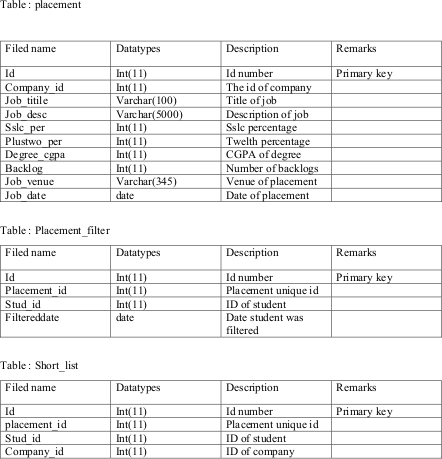 Table : placement
Filed name Datatypes Description Remarks
Id Int(11) Id number Primary key
Company_id Int(11) The id of company
Job_titile Varchar(100) Title of job
Job_desc Varchar(5000) Description of job
Sslc_per Int(11) Sslc percentage
Plustwo_per Int(11) Twelth percentage
Degree_cgpa Int(11) CGPA of degree
Backlog Int(11) Number of backlogs
Job_venue Varchar(345) Venue of placement
Job_date date Date of placement
Table : Placement_filter
Filed name Datatypes Description Remarks
Id Int(11) Id number Primary key
Placement_id Int(11) Placement unique id
Stud_id Int(11) ID of student
Filtereddate date Date student was
filtered
Table : Short_list
Filed name Datatypes Description Remarks
Id Int(11) Id number Primary key
placement_id Int(11) Placement unique id
Stud_id Int(11) ID of student
Company_id Int(11) ID of company